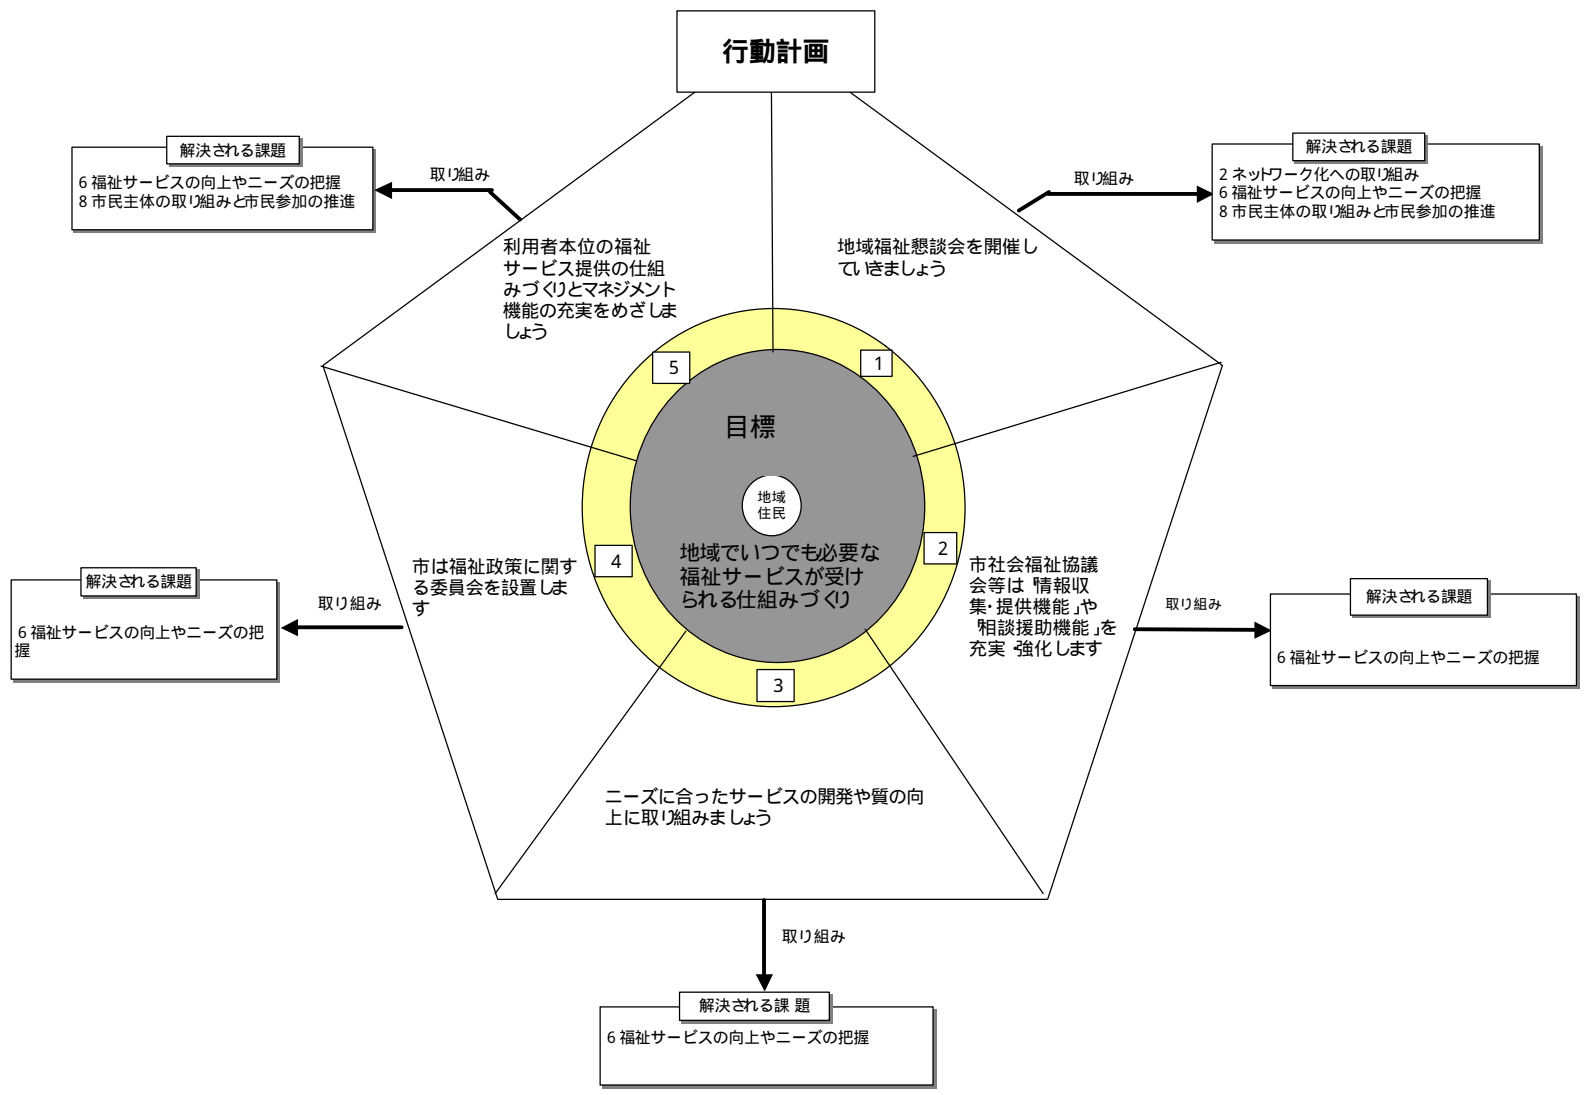 行動計画
解決される課題
6 福祉サービスの向上やニーズの把握
8 市民主体の取り組みと市民参加の推進
取り組み
解決される課題
2 ネットワーク化への取り組み
6 福祉サービスの向上やニーズの把握
8 市民主体の取り組みと市民参加の推進
取り組み
利用者本位の福祉
サービス提供の仕組
みづくりとマネジメント
機能の充実をめざしま
しょう
地域福祉懇談会を開催し
ていきましょう
5
1
目標
地域
住民
地域でいつでも必要な
福祉サービスが受け
られる仕組みづくり
4
2
3
市は福祉政策に関す
る委員会を設置しま
す
市社会福祉協議
会等は「情報収
集・提供機能」や
「相談援助機能」を
充実・強化します
解決される課題
6 福祉サービスの向上やニーズの把
握
取り組み
取り組み
解決される課題
6 福祉サービスの向上やニーズの把握
ニーズに合ったサービスの開発や質の向
上に取り組みましょう
取り組み
解決される課 題
6 福祉サービスの向上やニーズの把握